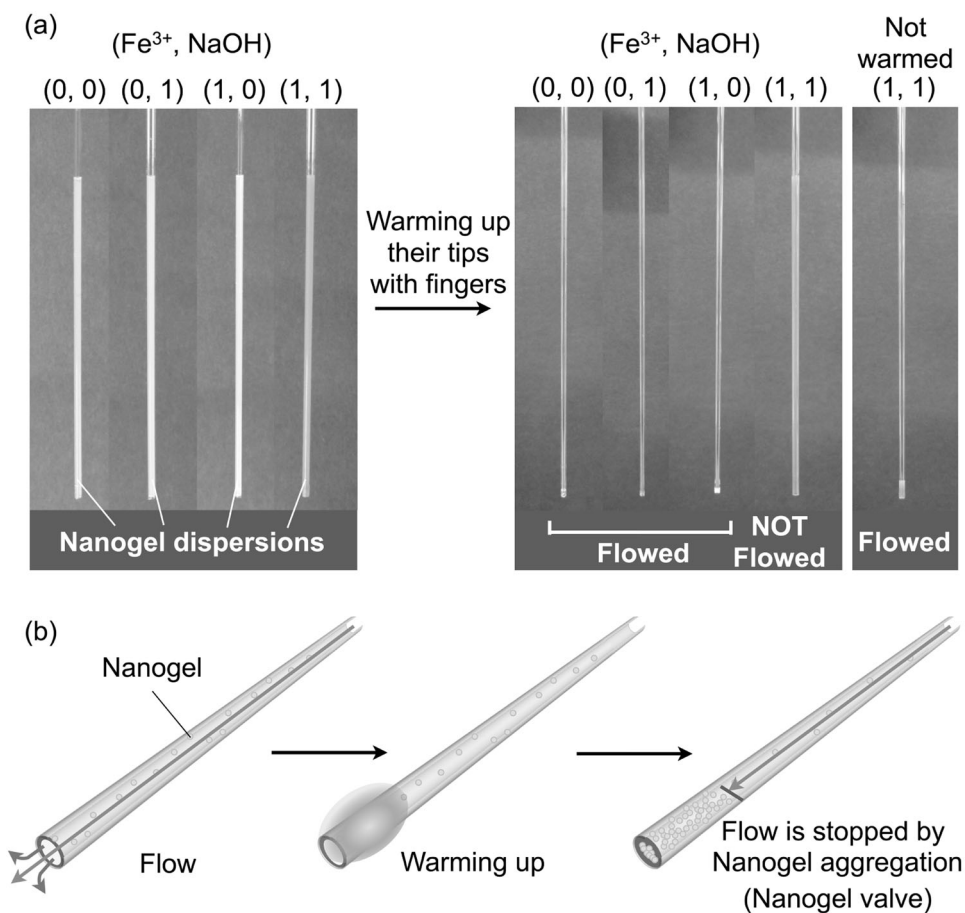 (a)
(Fe³⁺, NaOH)
(0, 0) (0, 1) (1, 0) (1, 1)
Nanogel dispersions
Warming up
their tips
with fingers
(Fe³⁺, NaOH)
(0, 0) (0, 1) (1, 0) (1, 1)
Not
warmed
(1, 1)
Flowed
NOT
Flowed
Flowed
(b)
Nanogel
Flow
Warming up
Flow is stopped by
Nanogel aggregation
(Nanogel valve)